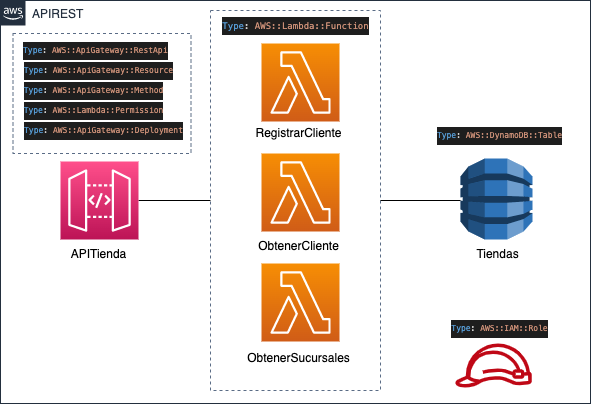 aws
APIREST
Type: AWS::ApiGateway::RestApi
Type: AWS::ApiGateway::Resource
Type: AWS::ApiGateway::Method
Type: AWS::Lambda::Permission
Type: AWS::ApiGateway::Deployment
APITienda
Type: AWS::Lambda::Function
RegistrarCliente
ObtenerCliente
ObtenerSucursales
Type: AWS::DynamoDB::Table
Tiendas
Type: AWS::IAM::Role